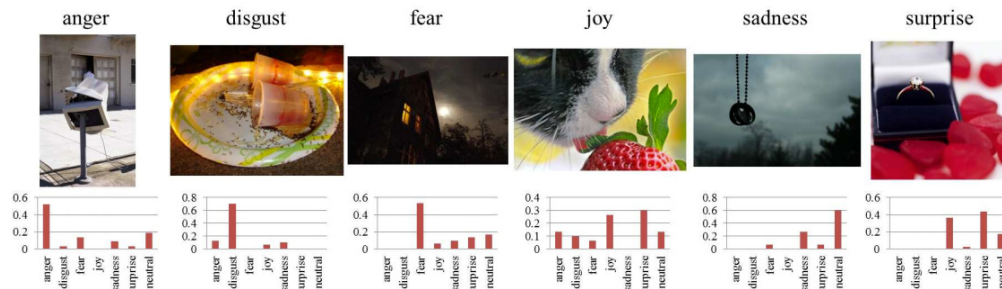 anger disgust fear joy sadness surprise
0.6 0.8 0.6 0.4 0.8 0.6
0.4 0.6 0.4 0.3 0.6 0.4
0.2 0.4 0.2 0.2 0.4 0.2
0 0.2 0 0.1 0.2 0
0 0 0
anger disgust fear joy sadness surprise neutral
anger disgust fear joy sadness surprise neutral
anger disgust fear joy sadness surprise neutral
anger disgust fear joy sadness surprise neutral
anger disgust fear joy sadness surprise neutral
anger disgust fear joy sadness surprise neutral